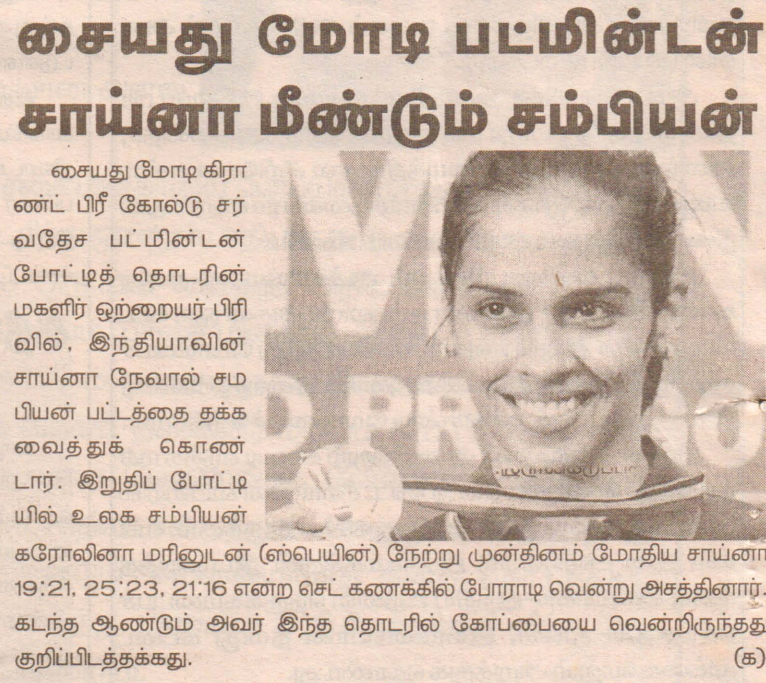 சையது மோடி பட்மின்டன்
சாய்னா மீண்டும் சம்பியன்
சையது மோடி கிரா
ண்ட் பிரீ கோல்டு சர்
வதேச பட்மின்டன்
போட்டித் தொடரின்
மகளிர் ஒற்றையர் பிரி
வில், இந்தியாவின்
சாய்னா நேவால் சம
பியன் பட்டத்தை தக்க
வைத்துக் கொண்
டார். இறுதிப் போட்டி
யில் உலக சம்பியன்
கரோலினா மரினுடன் (ஸ்பெயின்) நேற்று முன்தினம் மோதிய சாய்னா
19:21, 25:23, 21:16 என்ற செட் கணக்கில் போராடி வென்று அசத்தினார்.
கடந்த ஆண்டும் அவர் இந்த தொடரில் கோப்பையை வென்றிருந்தது
குறிப்பிடத்தக்கது. (க)
D PR GO